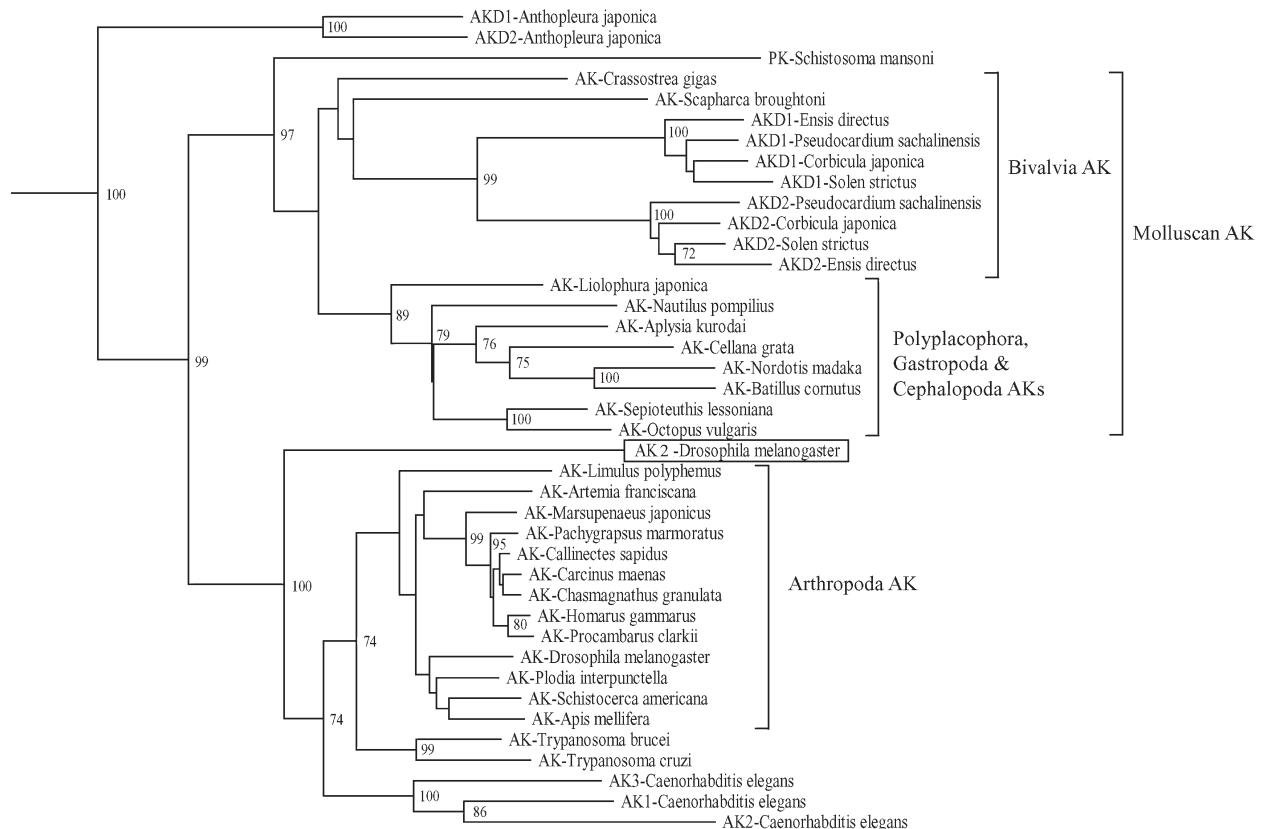 AKD1-Anthopleura japonica
100
AKD2-Anthopleura japonica
PK-Schistosoma mansoni
AK-Crassostrea gigas
AK-Scapharca broughtoni
AKD1-Ensis directus
97
100
AKD1-Pseudocardium sachalinensis
AKD1-Corbicula japonica
Bivalvia AK
99
AKD1-Solen strictus
100
AKD2-Pseudocardium sachalinensis
100
AKD2-Corbicula japonica
Molluscan AK
AKD2-Solen strictus
72
AKD2-Ensis directus
AK-Liolophura japonica
AK-Nautilus pompilius
89
AK-Aplysia kurodai
79
76
AK-Cellana grata
Polyplacophora,
Gastropoda &
Cephalopoda AKs
99
75
AK-Nordotis madaka
100
AK-Batillus cornutus
AK-Sepioteuthis lessoniana
100
AK-Octopus vulgaris
AK 2 -Drosophila melanogaster
AK-Limulus polyphemus
AK-Artemia franciscana
AK-Marsupenaeus japonicus
AK-Pachygrapsus marmoratus
99
95
AK-Callinectes sapidus
AK-Carcinus maenas
Arthropoda AK
100
AK-Chasmagnathus granulata
AK-Homarus gammarus
80
AK-Procambarus clarkii
74
AK-Drosophila melanogaster
AK-Plodia interpunctella
AK-Schistocerca americana
74
AK-Apis mellifera
AK-Trypanosoma brucei
99
AK-Trypanosoma cruzi
AK3-Caenorhabditis elegans
100
AK1-Caenorhabditis elegans
86
AK2-Caenorhabditis elegans